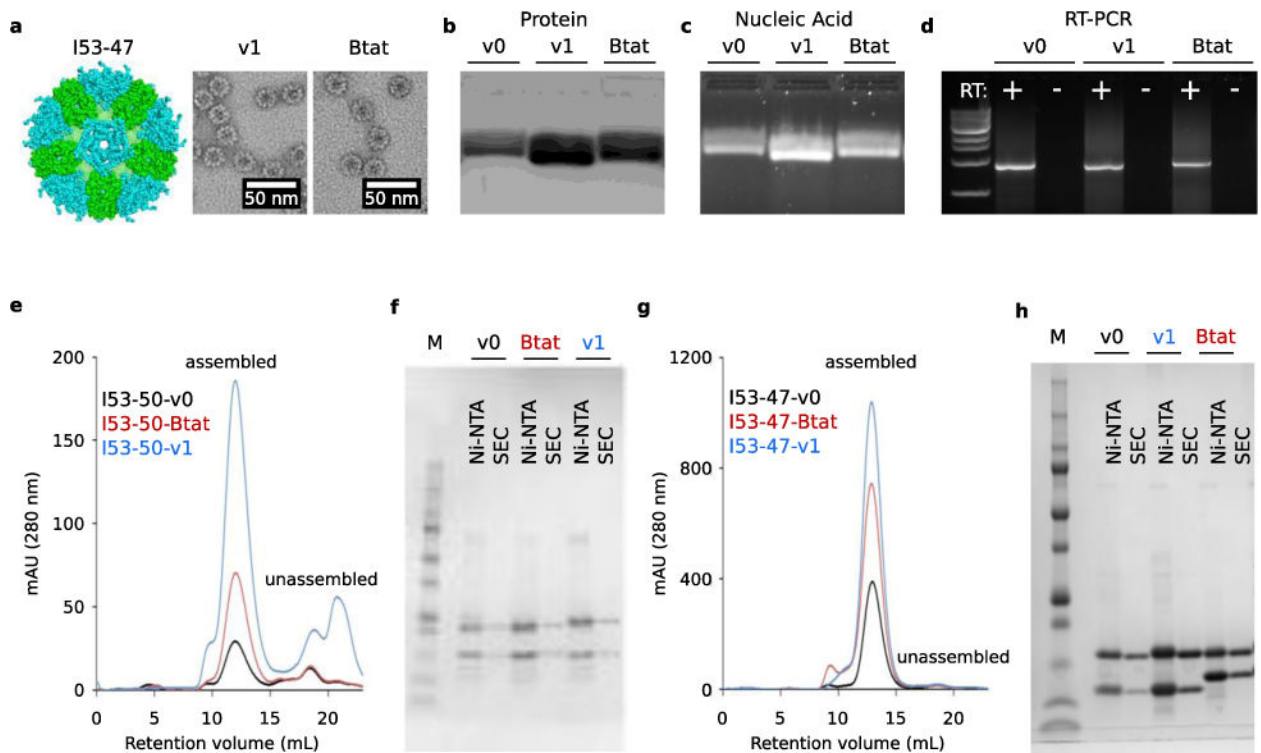 a
I53-47
v1
Btat
50 nm
50 nm
b
Protein
v0
v1
Btat
c
Nucleic Acid
v0
v1
Btat
d
RT-PCR
v0
v1
Btat
RT: + - + - + -
e
200
150
100
50
0
mAU (280 nm)
assembled
I53-50-v0
I53-50-Btat
I53-50-v1
unassembled
0 5 10 15 20
Retention volume (mL)
f
M v0 Btat v1
Ni-NTA
SEC
Ni-NTA
SEC
Ni-NTA
SEC
g
1200
800
400
0
mAU (280 nm)
assembled
I53-47-v0
I53-47-Btat
I53-47-v1
unassembled
0 5 10 15 20
Retention volume (mL)
h
M v0 v1 Btat
Ni-NTA
SEC
Ni-NTA
SEC
Ni-NTA
SEC